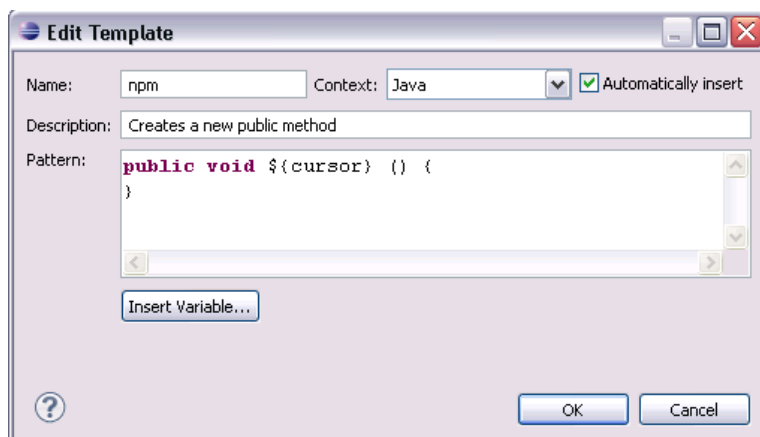 Edit Template
Name: npm Context: Java Automatically insert
Description: Creates a new public method
Pattern: public void ${cursor} () {
}
Insert Variable...
? OK Cancel